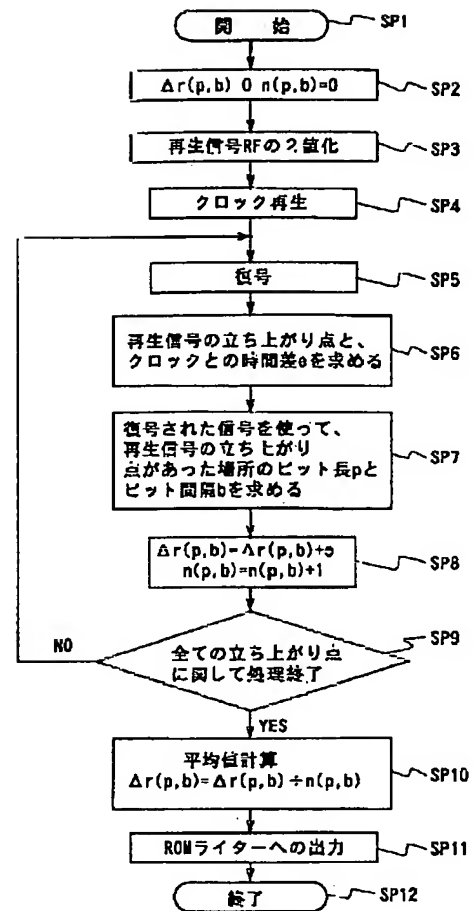 開 始
SP1
Δr(p,b) 0 n(p,b)=0
SP2
再生信号RFの2値化
SP3
クロック再生
SP4
復号
SP5
再生信号の立ち上がり点と、
クロックとの時間差eを求める
SP6
復号された信号を使って、
再生信号の立ち上がり
点があった場所のピット長pと
ピット間隔bを求める
SP7
Δr(p,b)=Δr(p,b)+e
n(p,b)=n(p,b)+1
SP8
NO
全ての立ち上がり点
に関して処理終了
SP9
YES
平均値計算
Δr(p,b)=Δr(p,b)÷n(p,b)
SP10
ROMライターへの出力
SP11
終了
SP12